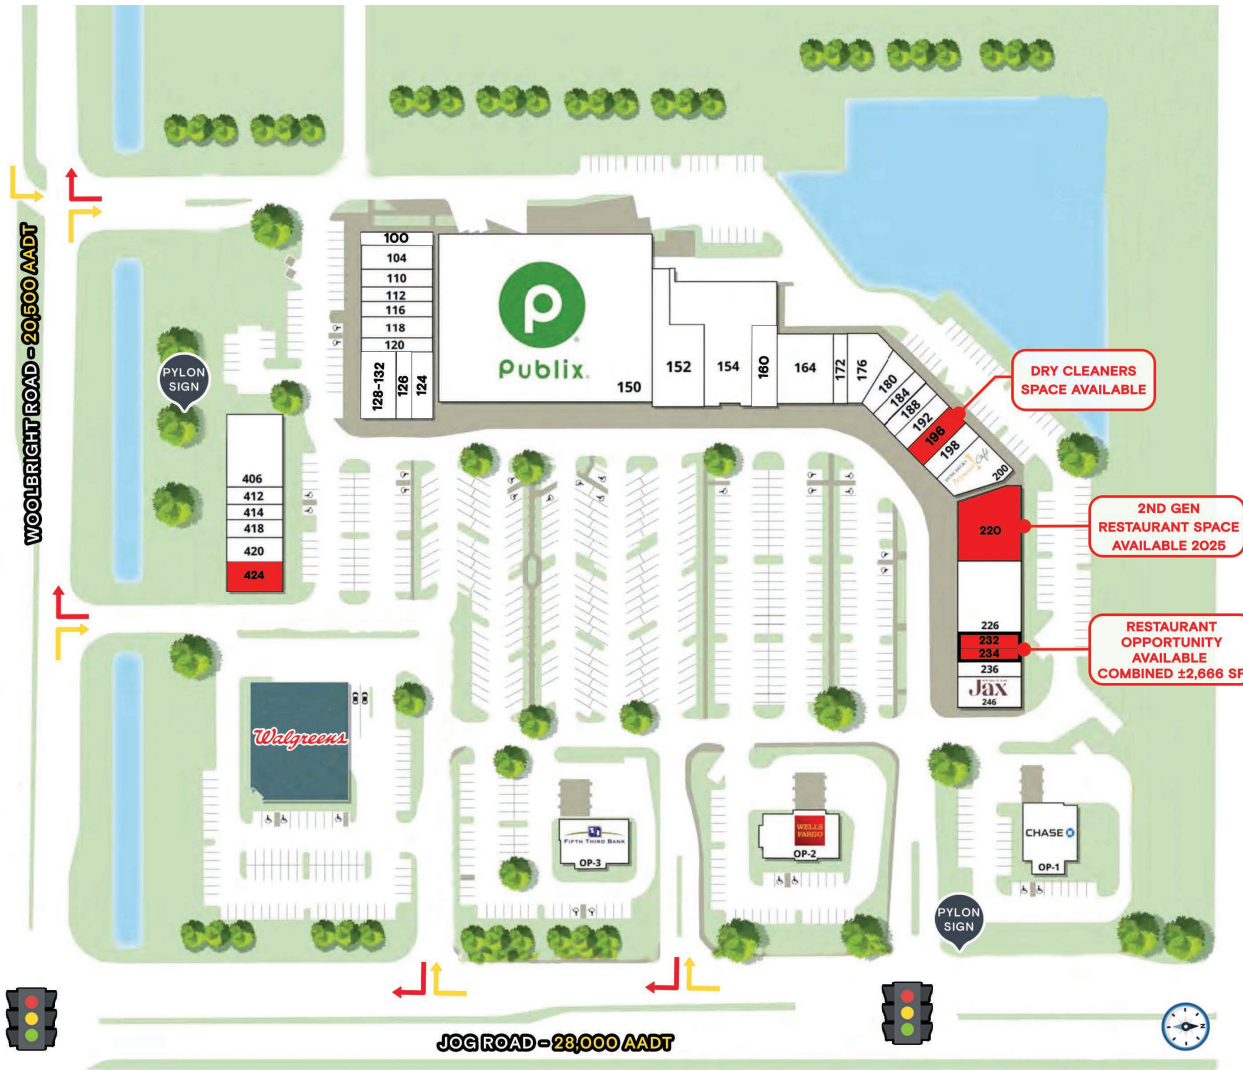 WOOLBRIGHT ROAD - 20,500 AADT
PYLON
SIGN
100
104
110
112
116
118
120
128-132
126
124
Publix
150
152
154
160
164
172
176
180
184
188
192
196
198
200
DRY CLEANERS
SPACE AVAILABLE
220
2ND GEN
RESTAURANT SPACE
AVAILABLE 2025
226
232
234
236
Jax
246
RESTAURANT
OPPORTUNITY
AVAILABLE
COMBINED ±2,666 SF
406
412
414
418
420
424
Walgreens
FIFTH THIRD BANK
OP-3
WELLS
FARGO
OP-2
CHASE
OP-1
PYLON
SIGN
JOG ROAD - 28,000 AADT
N